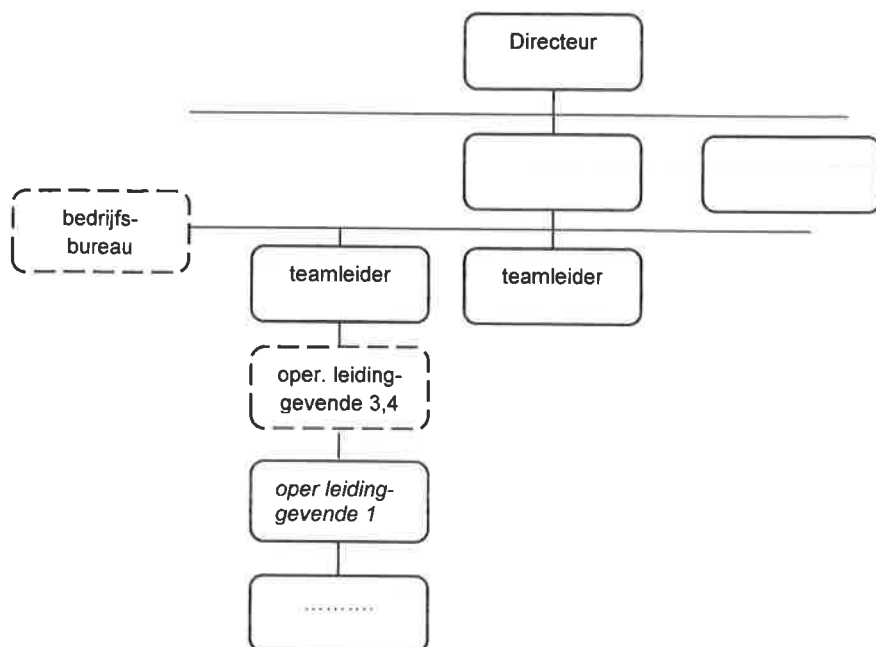 Directeur
bedrijfs-
bureau
teamleider
teamleider
oper. leiding-
gevende 3,4
oper leiding-
gevende 1
..........